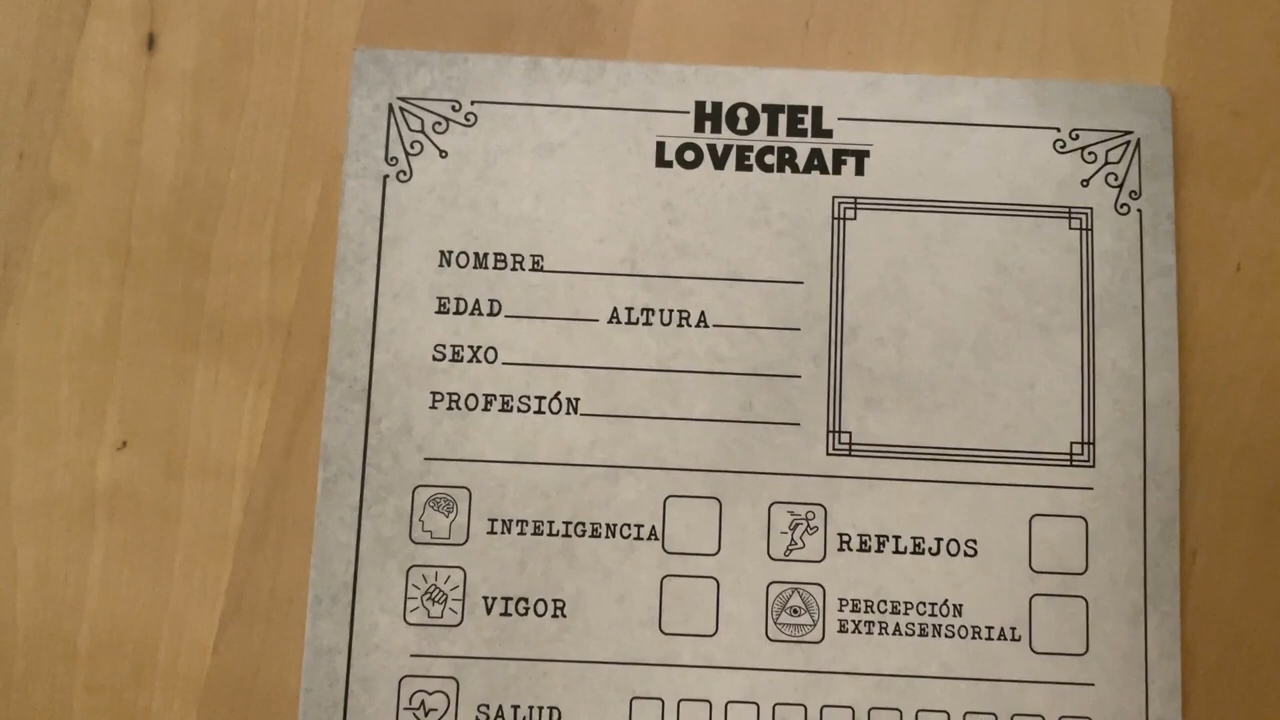 HOTEL
LOVECRAFT
NOMBRE
EDAD ALTURA
SEXO
PROFESIÓN
INTELIGENCIA REFLEJOS
VIGOR PERCEPCIÓN
EXTRASENSORIAL
SALUD